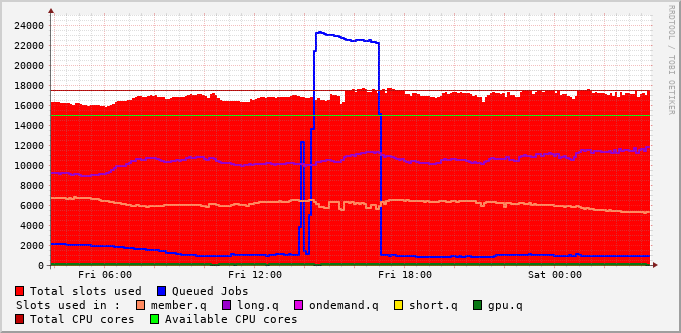 RRDTOOL / TOBI OETIKER
24000
22000
20000
18000
16000
14000
12000
10000
8000
6000
4000
2000
0
Fri 06:00 Fri 12:00 Fri 18:00 Sat 00:00
Total slots used Queued Jobs
Slots used in : member.q long.q ondemand.q short.q gpu.q
Total CPU cores Available CPU cores